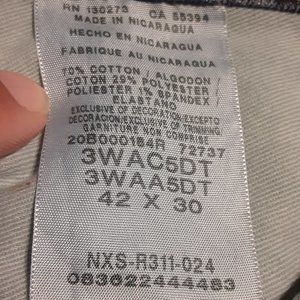 RN 130273 CA 55394
MADE IN NICARAGUA
HECHO EN NICARAGUA
FABRIQUE AU NICARAGUA
70% COTTON / ALGODON /
COTON 29% POLYESTER /
POLIESTER 1% SPANDEX /
ELASTANO
EXCLUSIVE OF DECORATION/EXCEPTO
DECORACION/EXCLUSIVE OF TRIMMING/
GARNITURE NON COMPRISE
20B000184R 72737
3WAC5DT
3WAA5DT
42 X 30
NXS-R311-024
083622444483